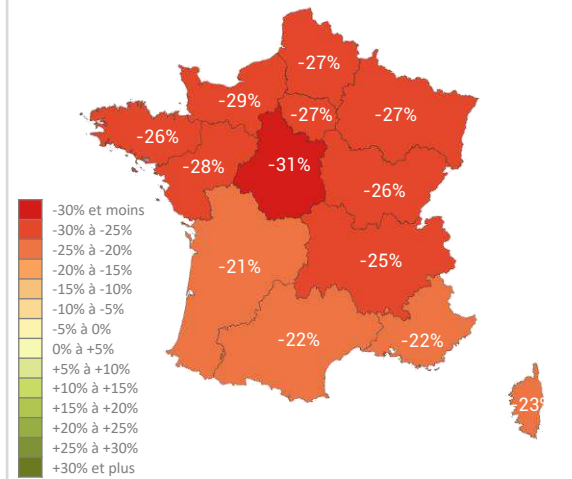 -27%
-29%
-27%
-27%
-26%
-28%
-31%
-26%
-25%
-21%
-22%
-22%
-23%
-30% et moins
-30% à -25%
-25% à -20%
-20% à -15%
-15% à -10%
-10% à -5%
-5% à 0%
0% à +5%
+5% à +10%
+10% à +15%
+15% à +20%
+20% à +25%
+25% à +30%
+30% et plus